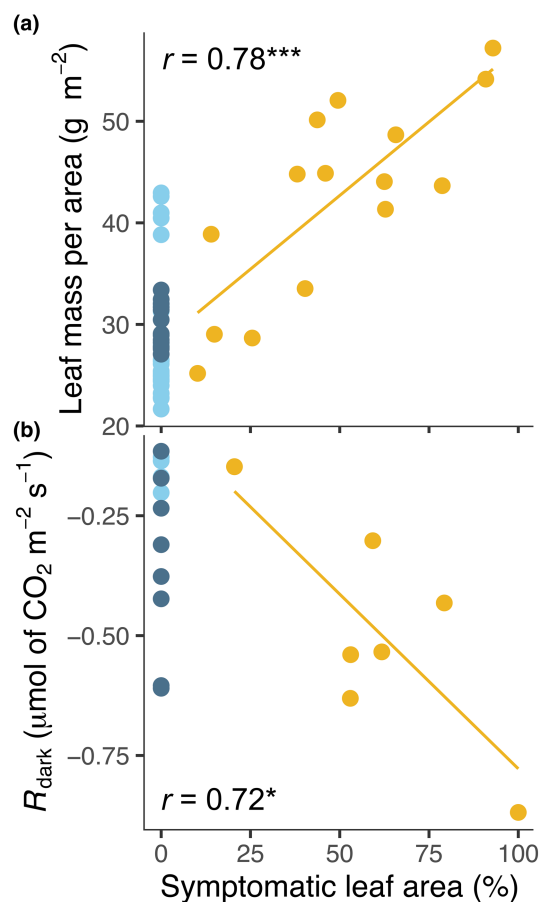 (a)
r = 0.78***
Leaf mass per area (g m⁻²)
50
40
30
20
(b)
−0.25
−0.50
−0.75
R_dark (μmol of CO₂ m⁻² s⁻¹)
r = 0.72*
0 25 50 75 100
Symptomatic leaf area (%)